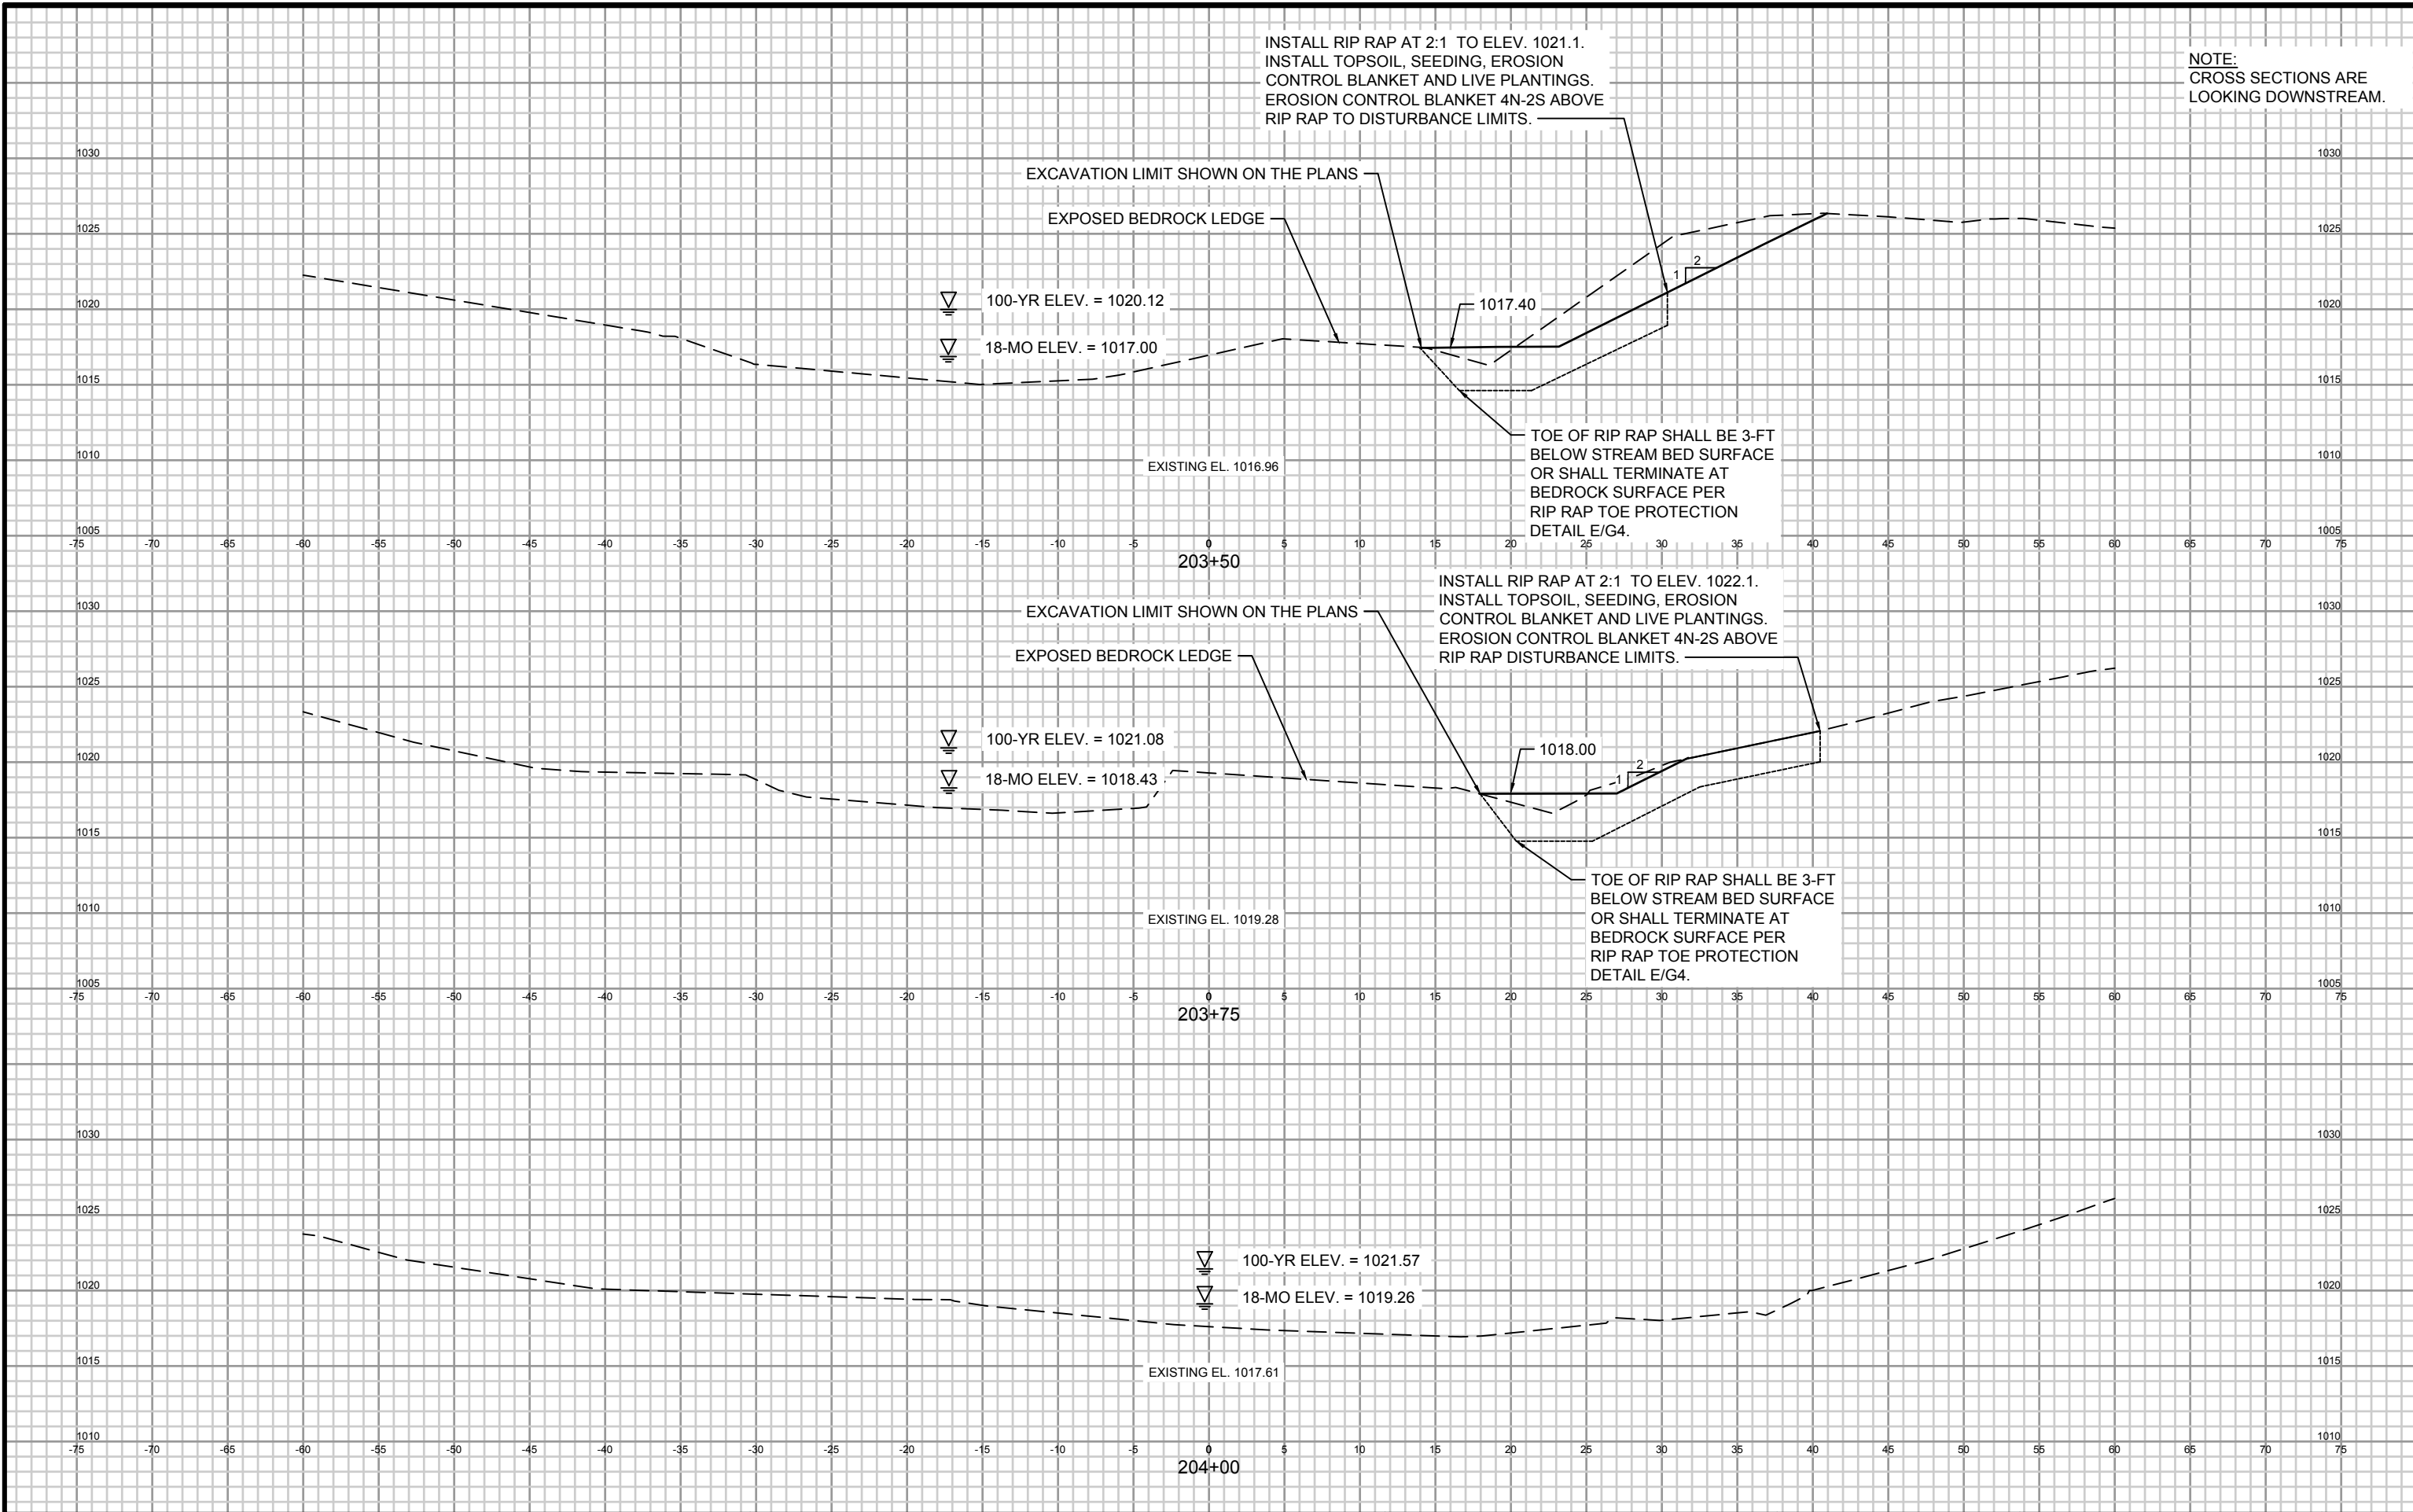 INSTALL RIP RAP AT 2:1 TO ELEV. 1021.1.
INSTALL TOPSOIL, SEEDING, EROSION
CONTROL BLANKET AND LIVE PLANTINGS.
EROSION CONTROL BLANKET 4N-2S ABOVE
RIP RAP TO DISTURBANCE LIMITS.
NOTE:
CROSS SECTIONS ARE
LOOKING DOWNSTREAM.
1030 1030
EXCAVATION LIMIT SHOWN ON THE PLANS
EXPOSED BEDROCK LEDGE
1025 1025
2
1
1020 1020
100-YR ELEV. = 1020.12
1017.40
18-MO ELEV. = 1017.00
1015 1015
TOE OF RIP RAP SHALL BE 3-FT
BELOW STREAM BED SURFACE
OR SHALL TERMINATE AT
BEDROCK SURFACE PER
RIP RAP TOE PROTECTION
DETAIL E/G4.
1010 1010
EXISTING EL. 1016.96
1005 1005
-75 -70 -65 -60 -55 -50 -45 -40 -35 -30 -25 -20 -15 -10 -5 0 5 10 15 20 25 30 35 40 45 50 55 60 65 70 75
203+50
INSTALL RIP RAP AT 2:1 TO ELEV. 1022.1.
INSTALL TOPSOIL, SEEDING, EROSION
CONTROL BLANKET AND LIVE PLANTINGS.
EROSION CONTROL BLANKET 4N-2S ABOVE
RIP RAP DISTURBANCE LIMITS.
1030 1030
EXCAVATION LIMIT SHOWN ON THE PLANS
EXPOSED BEDROCK LEDGE
1025 1025
100-YR ELEV. = 1021.08
1018.00
1020 1020
2
1
18-MO ELEV. = 1018.43
1015 1015
TOE OF RIP RAP SHALL BE 3-FT
BELOW STREAM BED SURFACE
OR SHALL TERMINATE AT
BEDROCK SURFACE PER
RIP RAP TOE PROTECTION
DETAIL E/G4.
1010 1010
EXISTING EL. 1019.28
1005 1005
-75 -70 -65 -60 -55 -50 -45 -40 -35 -30 -25 -20 -15 -10 -5 0 5 10 15 20 25 30 35 40 45 50 55 60 65 70 75
203+75
1030 1030
1025 1025
100-YR ELEV. = 1021.57
1020 1020
18-MO ELEV. = 1019.26
1015 1015
EXISTING EL. 1017.61
1010 1010
-75 -70 -65 -60 -55 -50 -45 -40 -35 -30 -25 -20 -15 -10 -5 0 5 10 15 20 25 30 35 40 45 50 55 60 65 70 75
204+00